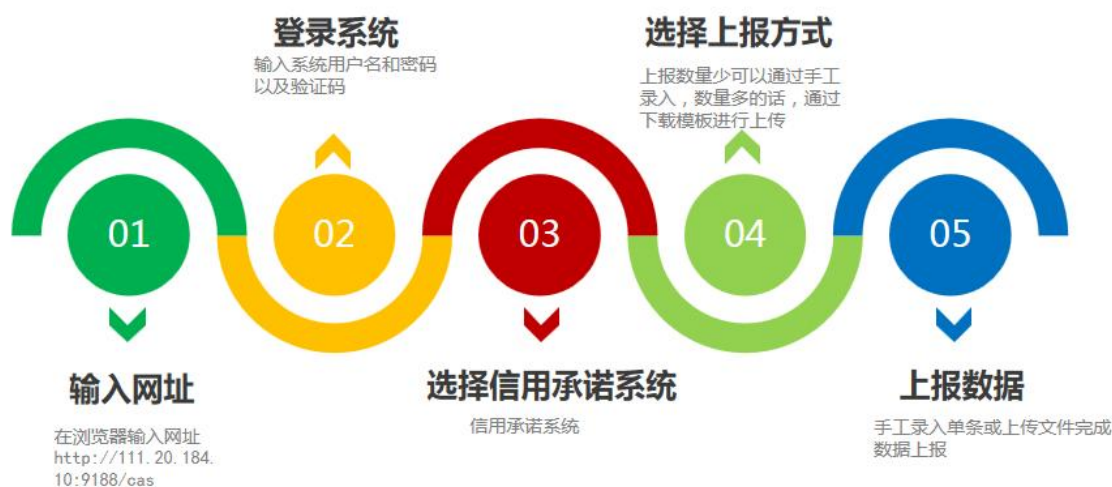 登录系统
输入系统用户名和密码
以及验证码
选择上报方式
上报数量少可以通过手工
录入，数量多的话，通过
下载模板进行上传
01
02
03
04
05
输入网址
在浏览器输入网址
http://111.20.184.
10:9188/cas
选择信用承诺系统
信用承诺系统
上报数据
手工录入单条或上传文件完成
数据上报